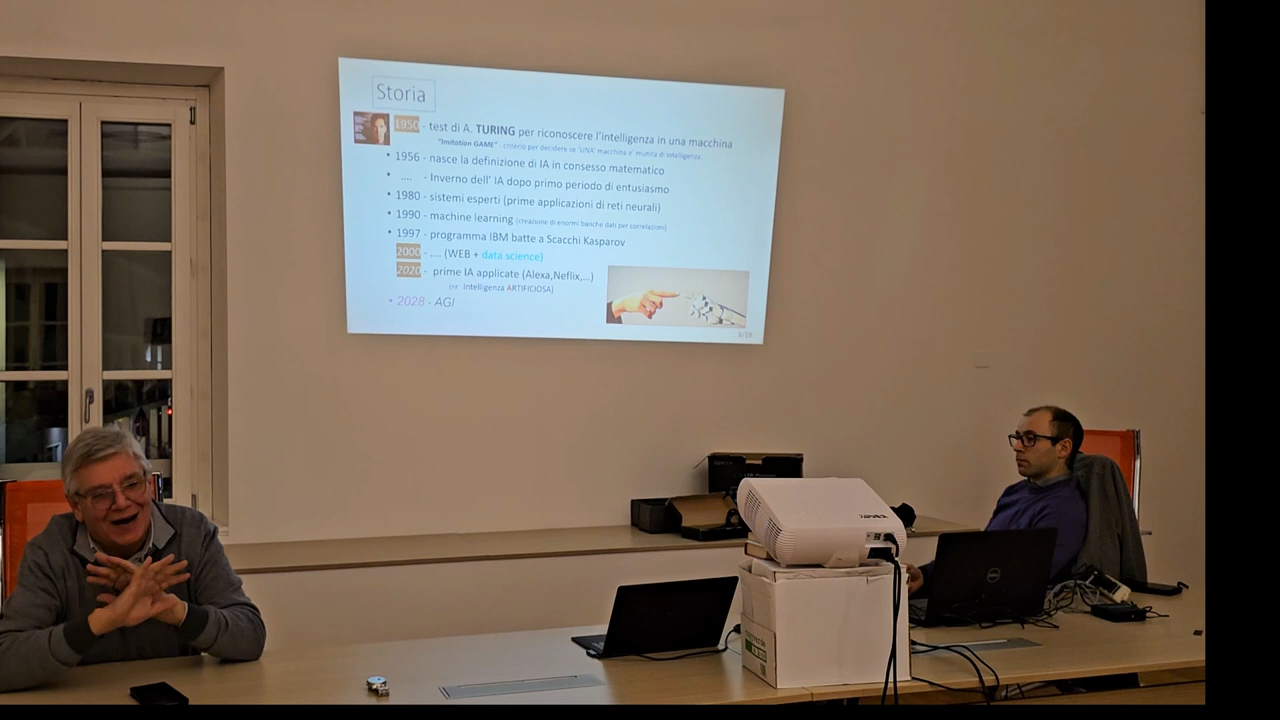 Storia
1950 - test di A. TURING per riconoscere l'intelligenza in una macchina
"Imitation GAME" criterio per decidere se 'UNA' macchina e' munita di intelligenza
• 1956 - nasce la definizione di IA in consesso matematico
• .... - Inverno dell' IA dopo primo periodo di entusiasmo
• 1980 - sistemi esperti (prime applicazioni di reti neurali)
• 1990 - machine learning (creazione di enormi banche dati per correlazioni)
• 1997 - programma IBM batte a Scacchi Kasparov
2000 - .... (WEB + data science)
2020 - prime IA applicate (Alexa,Neflix,...)
Intelligenza ARTIFICIOSA)
• 2028 - AGI
DELL